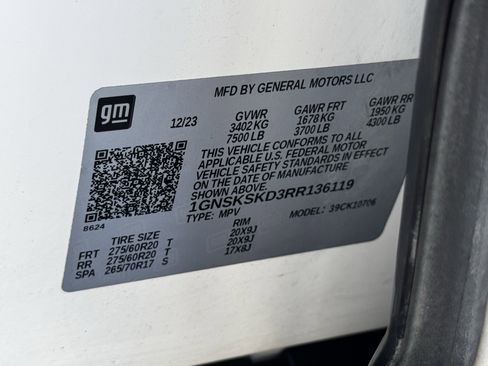 gm
MFD BY GENERAL MOTORS LLC
12/23 GVWR GAWR FRT GAWR RR
3402 KG 1678 KG 1950 KG
7500 LB 3700 LB 4300 LB
THIS VEHICLE CONFORMS TO ALL
APPLICABLE U.S. FEDERAL MOTOR
VEHICLE SAFETY STANDARDS IN EFFECT
ON THE DATE OF MANUFACTURE
SHOWN ABOVE.
1GNSKSKD3RR136119
8624 TYPE: MPV MODEL: 39CK10706
TIRE SIZE RIM
FRT 275/60R20 T 20X9J
RR 275/60R20 T 20X9J
SPA 265/70R17 S 17X8J